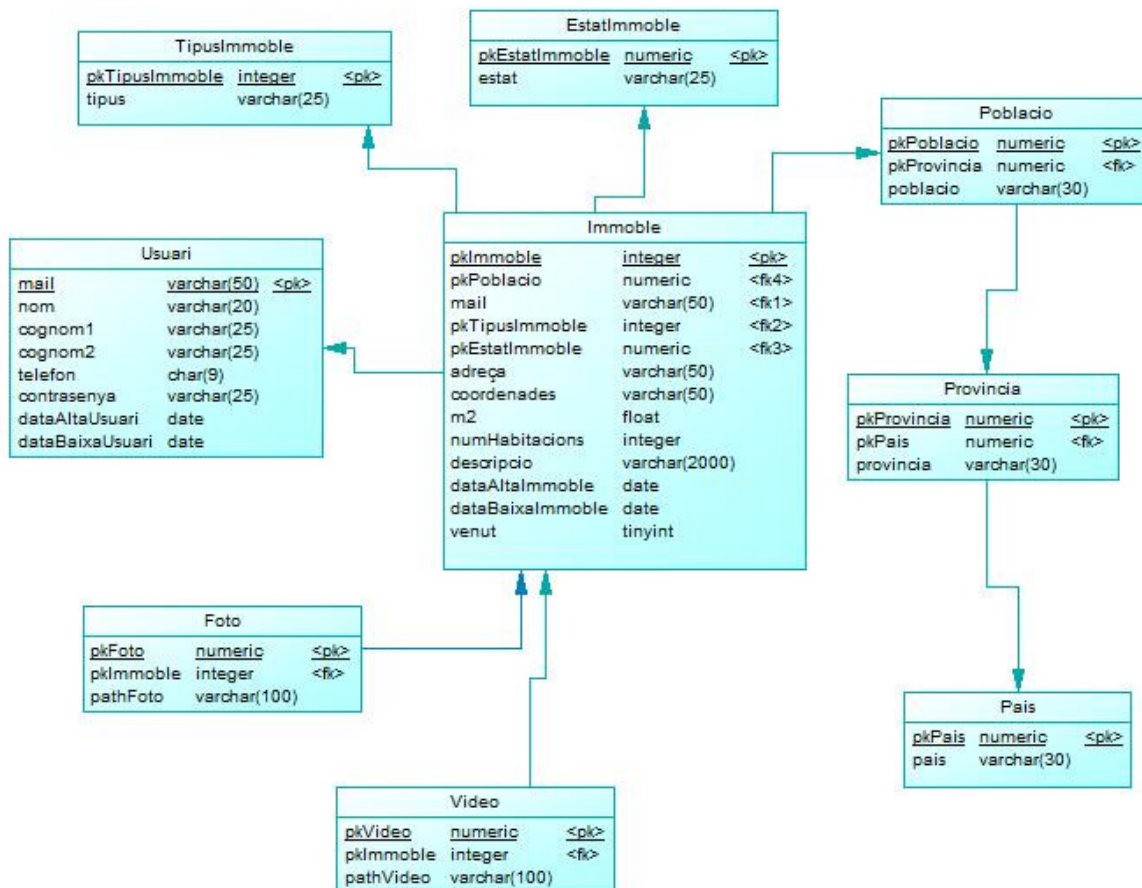 TipusImmoble
pkTipusImmoble integer <pk>
tipus varchar(25)
EstatImmoble
pkEstatImmoble numeric <pk>
estat varchar(25)
Poblacio
pkPoblacio numeric <pk>
pkProvincia numeric <fk>
poblacio varchar(30)
Usuari
mail varchar(50) <pk>
nom varchar(20)
cognom1 varchar(25)
cognom2 varchar(25)
telefon char(9)
contrasenya varchar(25)
dataAltaUsuari date
dataBaixaUsuari date
Immoble
pkImmoble integer <pk>
pkPoblacio numeric <fk4>
mail varchar(50) <fk1>
pkTipusImmoble integer <fk2>
pkEstatImmoble numeric <fk3>
adreça varchar(50)
coordenades varchar(50)
m2 float
numHabitacions integer
descripcio varchar(2000)
dataAltaImmoble date
dataBaixaImmoble date
venut tinyint
Provincia
pkProvincia numeric <pk>
pkPais numeric <fk>
provincia varchar(30)
Foto
pkFoto numeric <pk>
pkImmoble integer <fk>
pathFoto varchar(100)
Pais
pkPais numeric <pk>
pais varchar(30)
Video
pkVideo numeric <pk>
pkImmoble integer <fk>
pathVideo varchar(100)